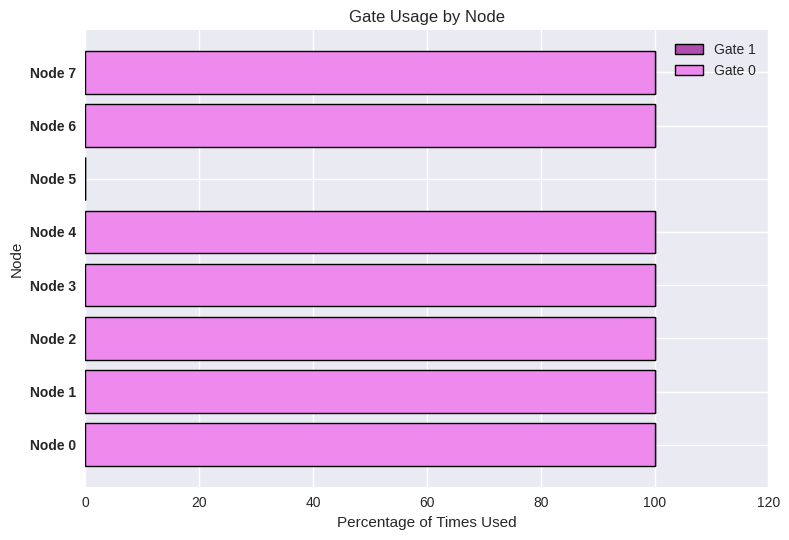 Gate Usage by Node
Gate 1
Gate 0
Node 7
Node 6
Node 5
Node 4
Node 3
Node 2
Node 1
Node 0
Node
0 20 40 60 80 100 120
Percentage of Times Used